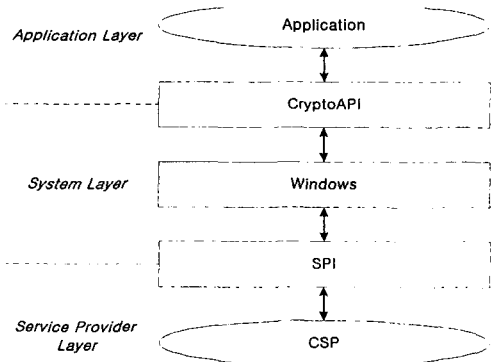 Application
Application Layer
CryptoAPI
System Layer
Windows
SPI
Service Provider
Layer
CSP